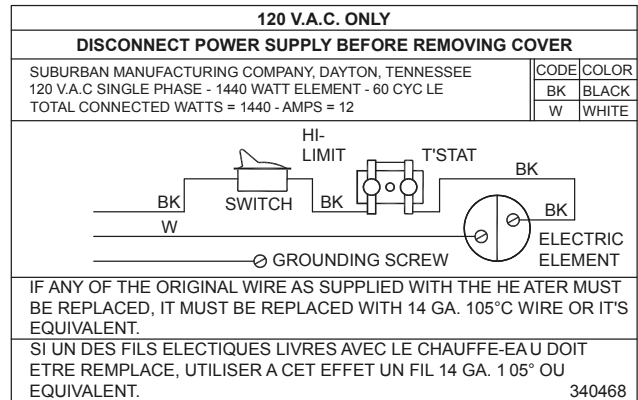 120 V.A.C. ONLY
DISCONNECT POWER SUPPLY BEFORE REMOVING COVER
SUBURBAN MANUFACTURING COMPANY, DAYTON, TENNESSEE
120 V.A.C SINGLE PHASE - 1440 WATT ELEMENT - 60 CYC LE
TOTAL CONNECTED WATTS = 1440 - AMPS = 12
CODE COLOR
BK BLACK
W WHITE
HI-
LIMIT T'STAT
BK
BK SWITCH BK BK
W
ELECTRIC
GROUNDING SCREW ELEMENT
IF ANY OF THE ORIGINAL WIRE AS SUPPLIED WITH THE HE ATER MUST
BE REPLACED, IT MUST BE REPLACED WITH 14 GA. 105°C WIRE OR IT'S
EQUIVALENT.
SI UN DES FILS ELECTIQUES LIVRES AVEC LE CHAUFFE-EA U DOIT
ETRE REMPLACE, UTILISER A CET EFFET UN FIL 14 GA. 1 05° OU
EQUIVALENT. 340468